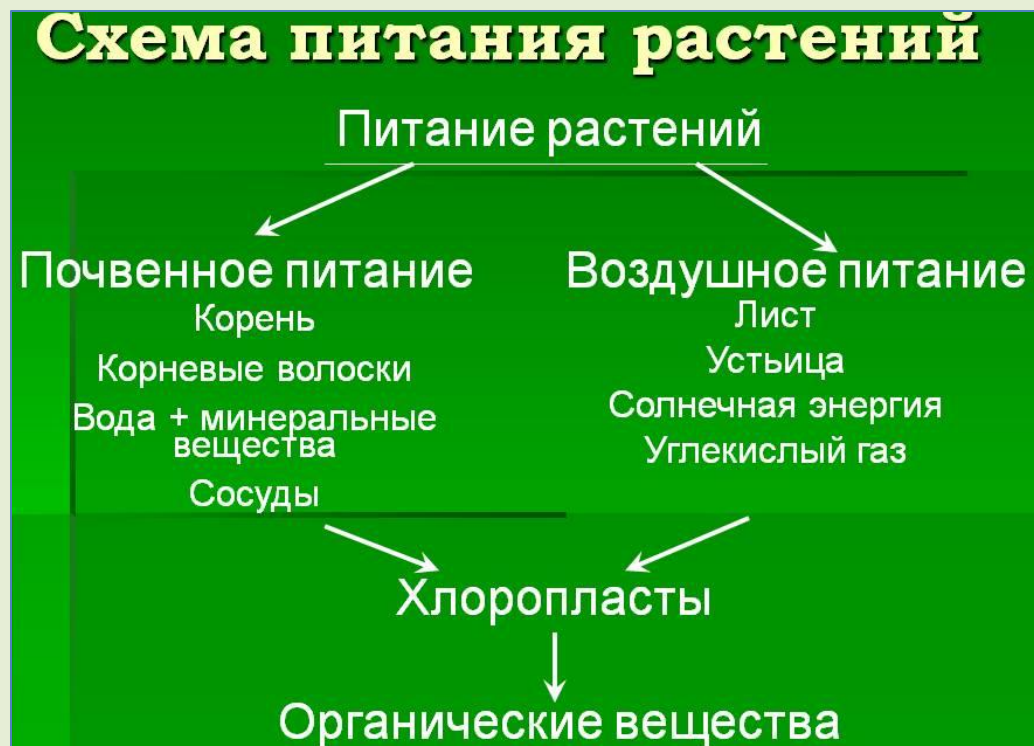 Схема питания растений
Питание растений
Почвенное питание
Корень
Корневые волоски
Вода + минеральные
вещества
Сосуды
Воздушное питание
Лист
Устьица
Солнечная энергия
Углекислый газ
Хлоропласты
Органические вещества